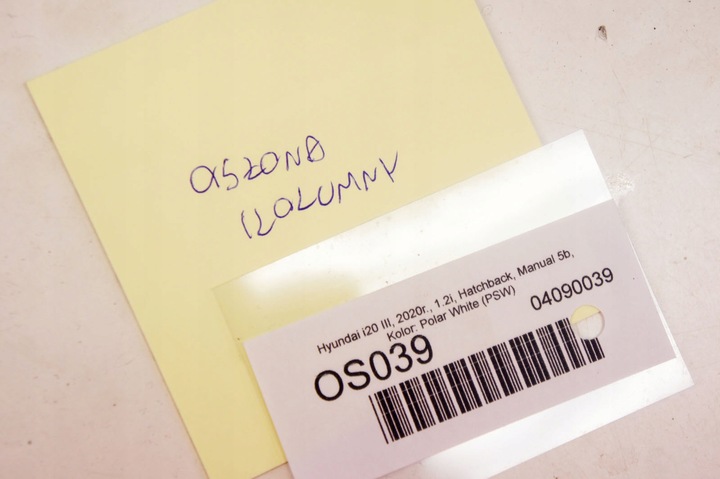 OSŁONA
KOLUMNY
Hyundai i20 III, 2020r., 1.2i, Hatchback, Manual 5b,
Kolor: Polar White (PSW)
04090039
OS039